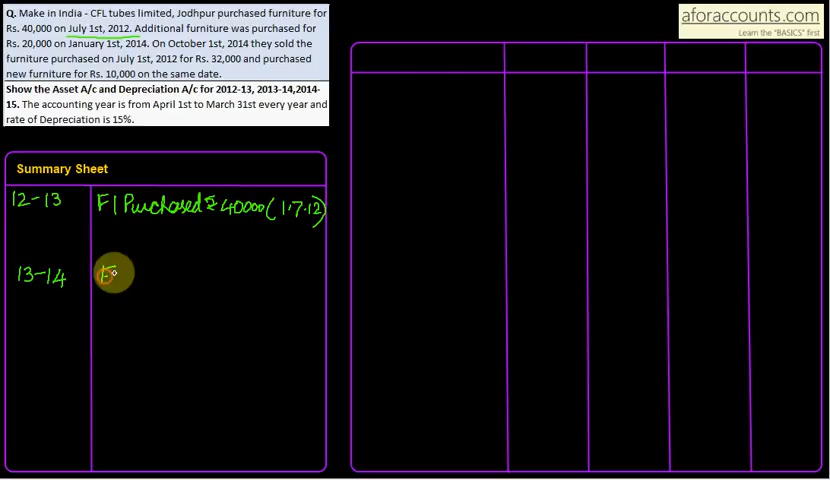 Q. Make in India - CFL tubes limited, Jodhpur purchased furniture for
Rs. 40,000 on July 1st, 2012. Additional furniture was purchased for
Rs. 20,000 on January 1st, 2014. On October 1st, 2014 they sold the
furniture purchased on July 1st, 2012 for Rs. 32,000 and purchased
new furniture for Rs. 10,000 on the same date.
Show the Asset A/c and Depreciation A/c for 2012-13, 2013-14,2014-
15. The accounting year is from April 1st to March 31st every year and
rate of Depreciation is 15%.
aforaccounts.com
Learn the "BASICS" first
Summary Sheet
12-13 F1 Purchased ₹ 40000 (1.7.12)
13-14 F